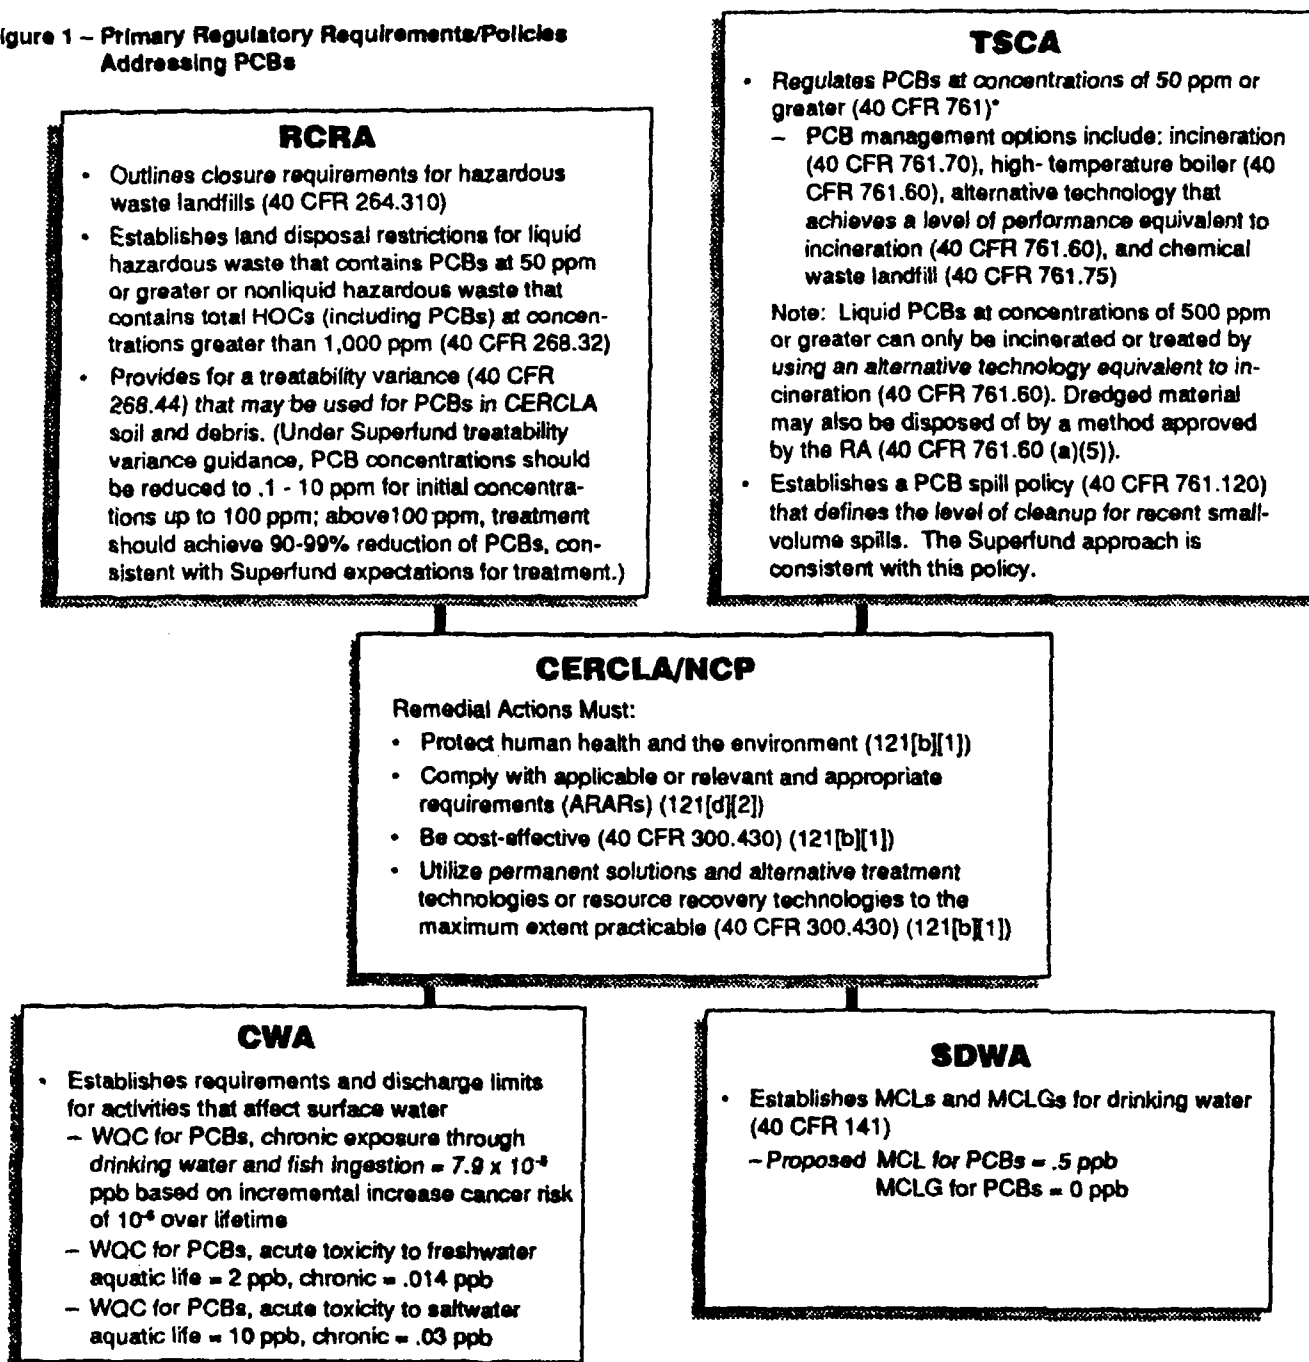 igure 1 – Primary Regulatory Requirements/Policies
Addressing PCBs
RCRA
• Outlines closure requirements for hazardous
waste landfills (40 CFR 264.310)
• Establishes land disposal restrictions for liquid
hazardous waste that contains PCBs at 50 ppm
or greater or nonliquid hazardous waste that
contains total HOCs (including PCBs) at concen-
trations greater than 1,000 ppm (40 CFR 268.32)
• Provides for a treatability variance (40 CFR
268.44) that may be used for PCBs in CERCLA
soil and debris. (Under Superfund treatability
variance guidance, PCB concentrations should
be reduced to .1 - 10 ppm for initial concentra-
tions up to 100 ppm; above 100 ppm, treatment
should achieve 90-99% reduction of PCBs, con-
sistent with Superfund expectations for treatment.)
TSCA
• Regulates PCBs at concentrations of 50 ppm or
greater (40 CFR 761)*
– PCB management options include: incineration
(40 CFR 761.70), high- temperature boiler (40
CFR 761.60), alternative technology that
achieves a level of performance equivalent to
incineration (40 CFR 761.60), and chemical
waste landfill (40 CFR 761.75)
Note: Liquid PCBs at concentrations of 500 ppm
or greater can only be incinerated or treated by
using an alternative technology equivalent to in-
cineration (40 CFR 761.60). Dredged material
may also be disposed of by a method approved
by the RA (40 CFR 761.60 (a)(5)).
• Establishes a PCB spill policy (40 CFR 761.120)
that defines the level of cleanup for recent small-
volume spills. The Superfund approach is
consistent with this policy.
CERCLA/NCP
Remedial Actions Must:
• Protect human health and the environment (121[b][1])
• Comply with applicable or relevant and appropriate
requirements (ARARs) (121[d][2])
• Be cost-effective (40 CFR 300.430) (121[b][1])
• Utilize permanent solutions and alternative treatment
technologies or resource recovery technologies to the
maximum extent practicable (40 CFR 300.430) (121[b][1])
CWA
• Establishes requirements and discharge limits
for activities that affect surface water
– WQC for PCBs, chronic exposure through
drinking water and fish ingestion = 7.9 x
ppb based on incremental increase cancer risk
of over lifetime
– WQC for PCBs, acute toxicity to freshwater
aquatic life = 2 ppb, chronic = .014 ppb
– WQC for PCBs, acute toxicity to saltwater
aquatic life = 10 ppb, chronic = .03 ppb
SDWA
• Establishes MCLs and MCLGs for drinking water
(40 CFR 141)
– Proposed MCL for PCBs = .5 ppb
MCLG for PCBs = 0 ppb